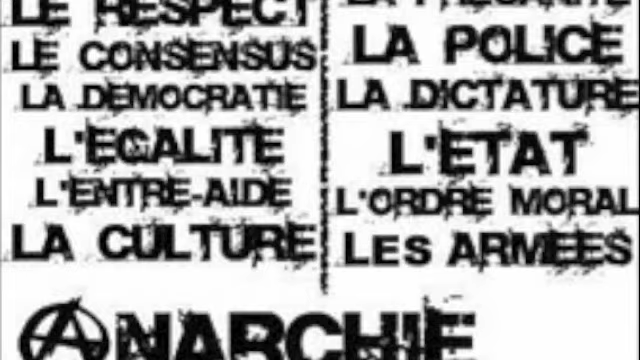 LE RESPECT
LE CONSENSUS
LA DEMOCRATIE
L'EGALITE
L'ENTRE-AIDE
LA CULTURE
LA POLICE
LA DICTATURE
L'ETAT
L'ORDRE MORAL
LES ARMEES
ANARCHIE